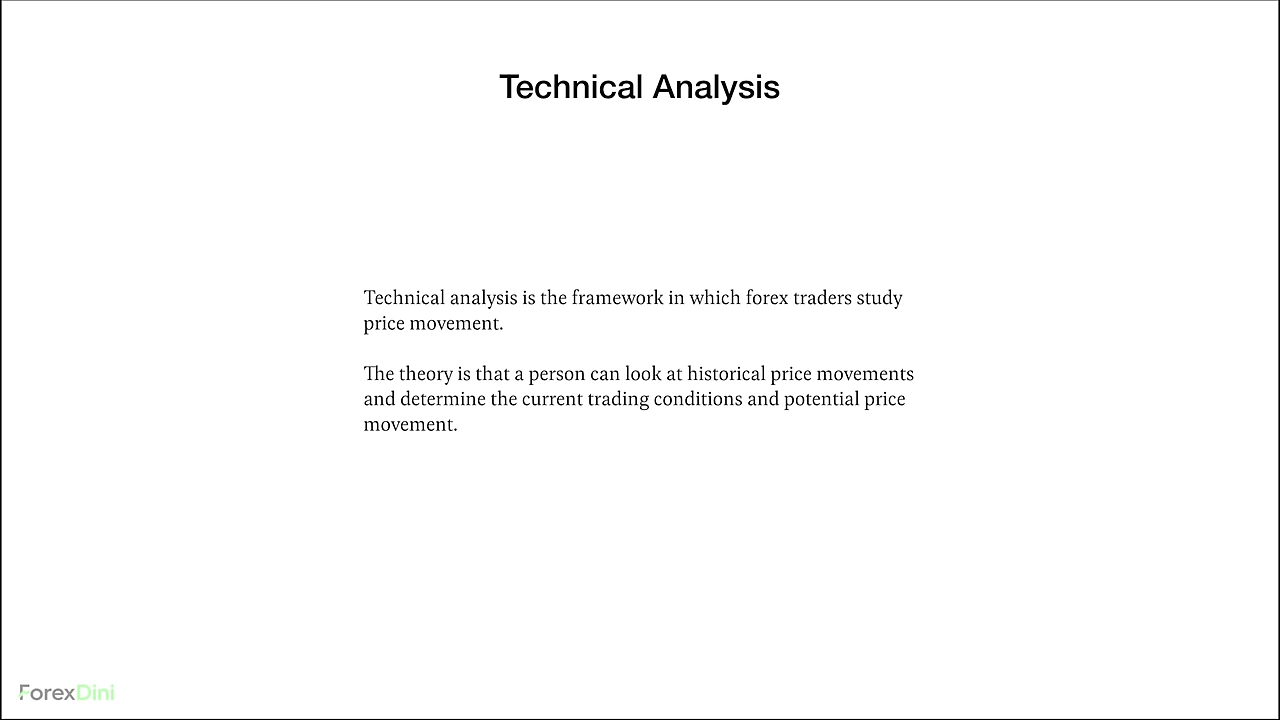 Technical Analysis
Technical analysis is the framework in which forex traders study
price movement.
The theory is that a person can look at historical price movements
and determine the current trading conditions and potential price
movement.
ForexDini